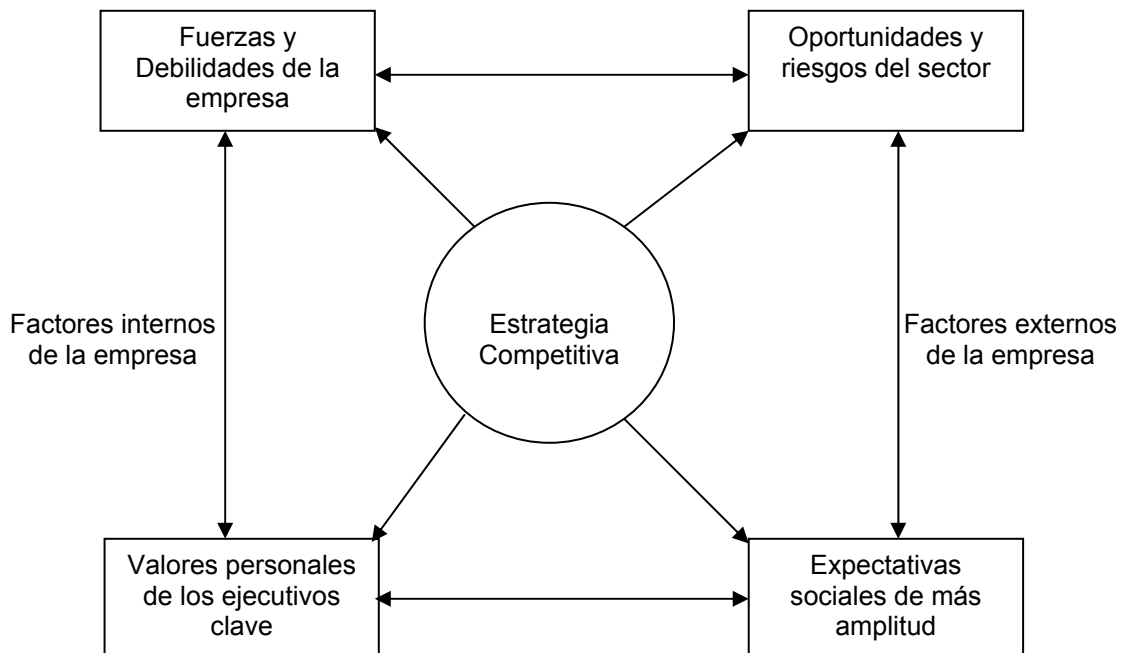 Fuerzas y
Debilidades de la
empresa
Oportunidades y
riesgos del sector
Factores internos
de la empresa
Estrategia
Competitiva
Factores externos
de la empresa
Valores personales
de los ejecutivos
clave
Expectativas
sociales de más
amplitud